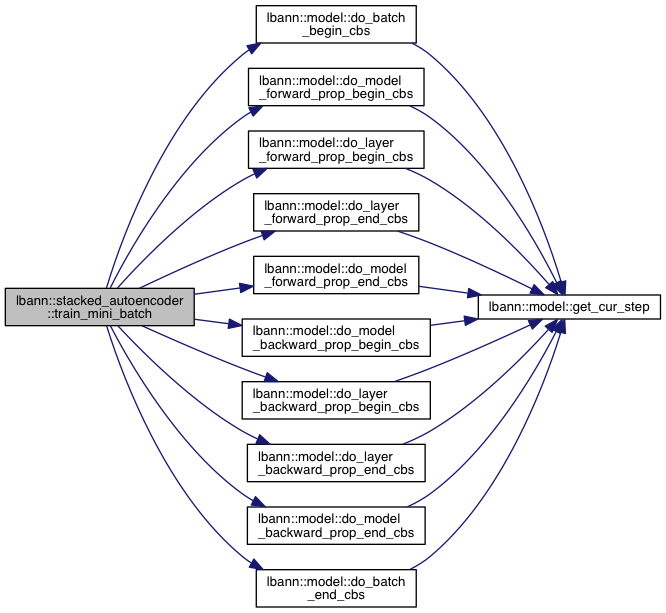 lbann::model::do_batch
_begin_cbs
lbann::model::do_model
_forward_prop_begin_cbs
lbann::model::do_layer
_forward_prop_begin_cbs
lbann::model::do_layer
_forward_prop_end_cbs
lbann::model::do_model
_forward_prop_end_cbs
lbann::stacked_autoencoder
::train_mini_batch
lbann::model::get_cur_step
lbann::model::do_model
_backward_prop_begin_cbs
lbann::model::do_layer
_backward_prop_begin_cbs
lbann::model::do_layer
_backward_prop_end_cbs
lbann::model::do_model
_backward_prop_end_cbs
lbann::model::do_batch
_end_cbs